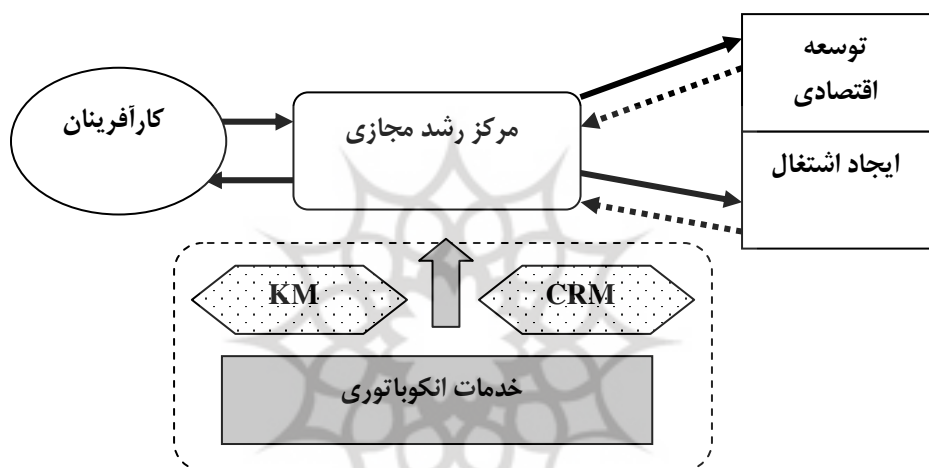 توسعه
اقتصادی
کارآفرینان
مرکز رشد مجازی
ایجاد اشتغال
KM
CRM
خدمات انکوباتوری